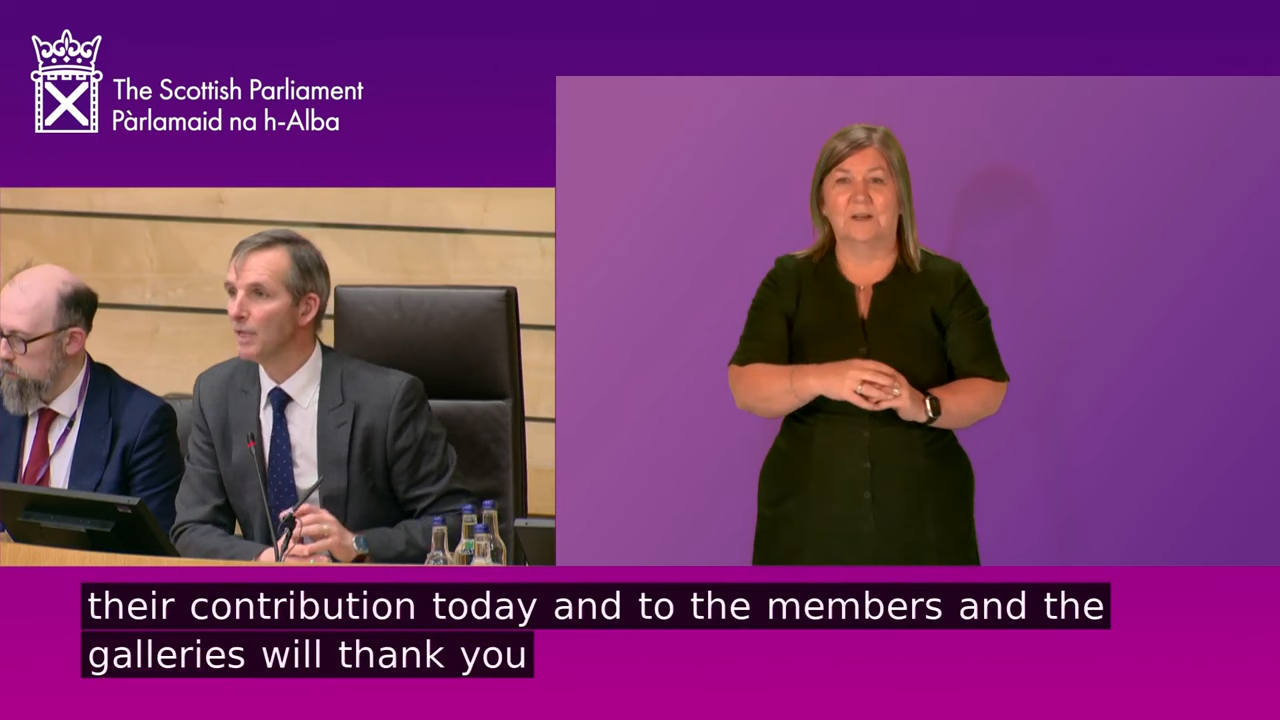 The Scottish Parliament
Pàrlamaid na h-Alba
their contribution today and to the members and the
galleries will thank you